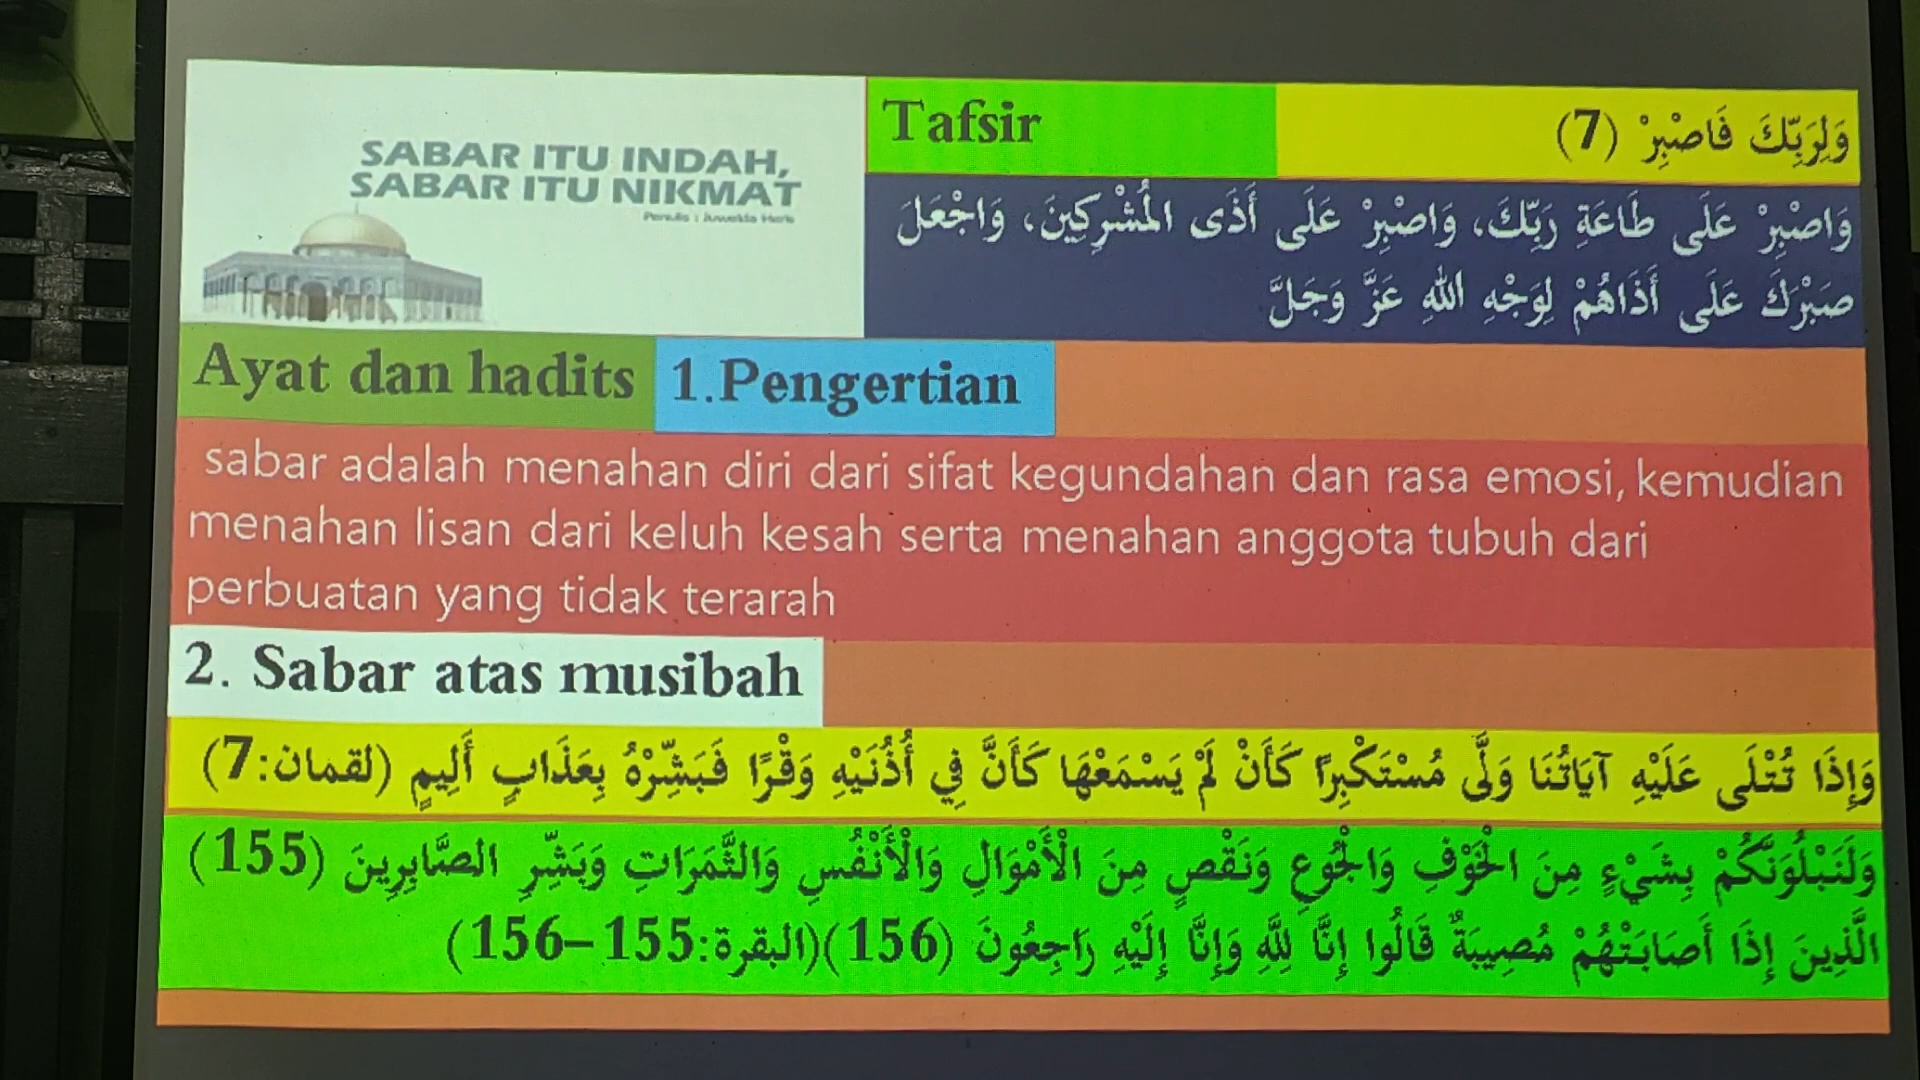 SABAR ITU INDAH,
SABAR ITU NIKMAT
Penulis : Juwelda Heris
Tafsir
وَلِرَبِّكَ فَاصْبِرْ (7)
وَاصْبِرْ عَلَى طَاعَةِ رَبِّكَ، وَاصْبِرْ عَلَى أَذَى الْمُشْرِكِينَ، وَاجْعَلَ
صَبْرَكَ عَلَى أَذَاهُمْ لِوَجْهِ اللهِ عَزَّ وَجَلَّ
Ayat dan hadits
1.Pengertian
sabar adalah menahan diri dari sifat kegundahan dan rasa emosi, kemudian
menahan lisan dari keluh kesah serta menahan anggota tubuh dari
perbuatan yang tidak terarah
2. Sabar atas musibah
وَإِذَا تُتْلَى عَلَيْهِ آيَاتُنَا وَلَّى مُسْتَكْبِرًا كَأَنْ لَمْ يَسْمَعْهَا كَأَنَّ فِي أُذُنَيْهِ وَقْرًا فَبَشِّرْهُ بِعَذَابٍ أَلِيمٍ (لقمان:7)
وَلَنَبْلُوَنَّكُمْ بِشَيْءٍ مِنَ الْخَوْفِ وَالْجُوعِ وَنَقْصٍ مِنَ الْأَمْوَالِ وَالْأَنْفُسِ وَالثَّمَرَاتِ وَبَشِّرِ الصَّابِرِينَ (155)
الَّذِينَ إِذَا أَصَابَتْهُمْ مُصِيبَةٌ قَالُوا إِنَّا لِلَّهِ وَإِنَّا إِلَيْهِ رَاجِعُونَ (156)(البقرة:155–156)